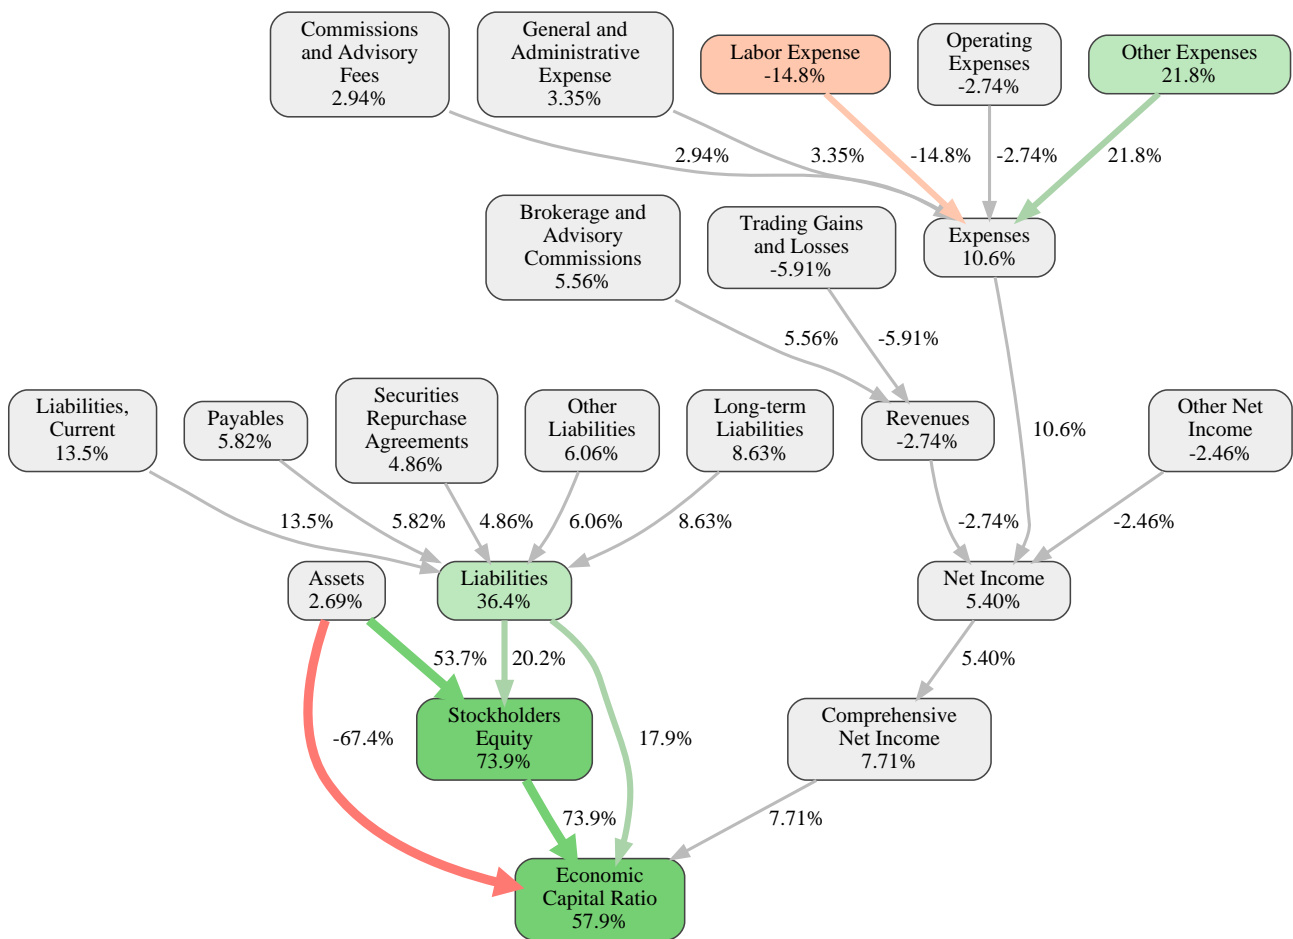 Commissions
and Advisory
Fees
2.94%
General and
Administrative
Expense
3.35%
Labor Expense
-14.8%
Operating
Expenses
-2.74%
Other Expenses
21.8%
2.94%
3.35%
-14.8%
-2.74%
21.8%
Brokerage and
Advisory
Commissions
5.56%
Trading Gains
and Losses
-5.91%
Expenses
10.6%
5.56%
-5.91%
Liabilities,
Current
13.5%
Payables
5.82%
Securities
Repurchase
Agreements
4.86%
Other
Liabilities
6.06%
Long-term
Liabilities
8.63%
Revenues
-2.74%
10.6%
Other Net
Income
-2.46%
13.5%
5.82%
4.86%
6.06%
8.63%
-2.74%
-2.46%
Assets
2.69%
Liabilities
36.4%
Net Income
5.40%
53.7%
20.2%
5.40%
-67.4%
Stockholders
Equity
73.9%
17.9%
Comprehensive
Net Income
7.71%
73.9%
7.71%
Economic
Capital Ratio
57.9%